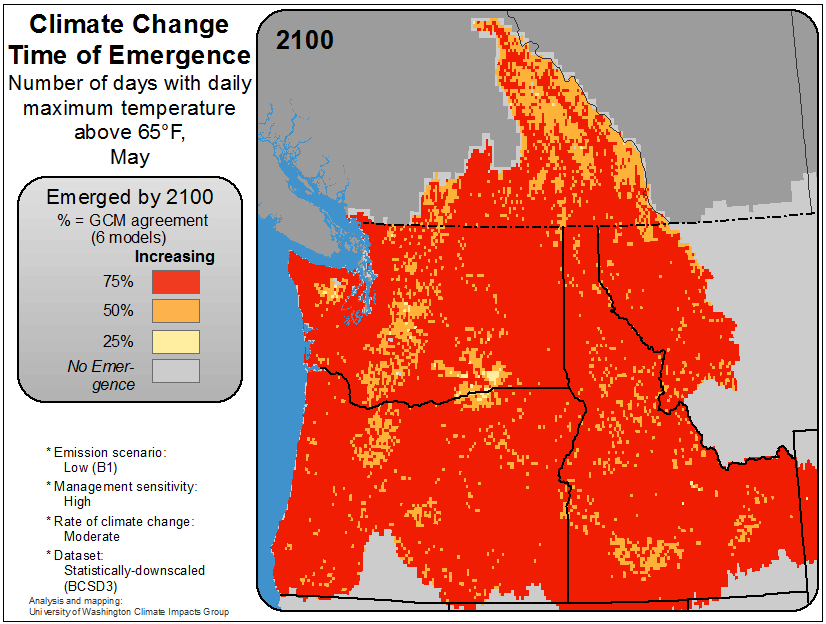 Climate Change
Time of Emergence
Number of days with daily
maximum temperature
above 65°F,
May
2100
Emerged by 2100
% = GCM agreement
(6 models)
Increasing
75%
50%
25%
No Emer-
gence
* Emission scenario:
Low (B1)
* Management sensitivity:
High
* Rate of climate change:
Moderate
* Dataset:
Statistically-downscaled
(BCSD3)
Analysis and mapping:
University of Washington Climate Impacts Group